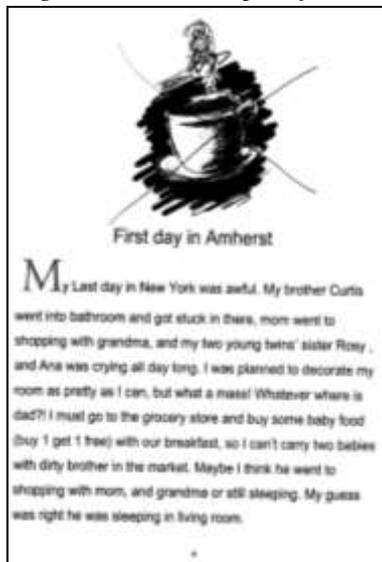 First day in Amherst
My Last day in New York was awful. My brother Curtis
went into bathroom and got stuck in there, mom went to
shopping with grandma, and my two young twins' sister Rosy ,
and Ana was crying all day long. I was planned to decorate my
room as pretty as I can, but what a mass! Whatever where is
dad?! I must go to the grocery store and buy some baby food
(buy 1 get 1 free) with our breakfast, so I can't carry two babies
with dirty brother in the market. Maybe I think he went to
shopping with mom, and grandma or still sleeping. My guess
was right he was sleeping in living room.